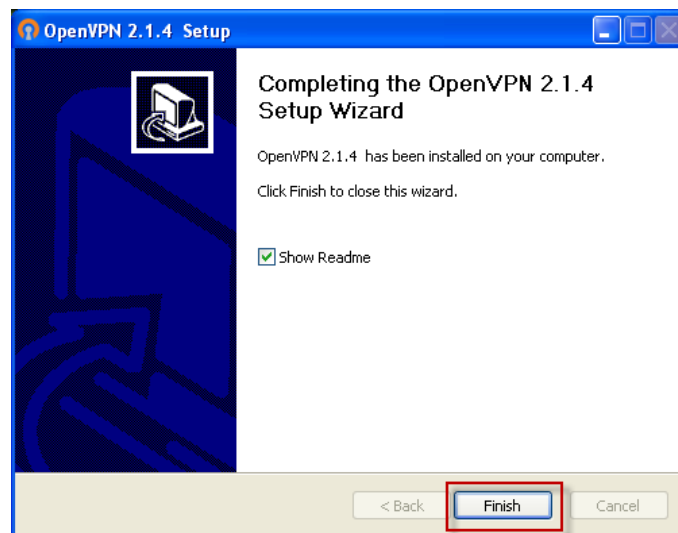 OpenVPN 2.1.4 Setup
Completing the OpenVPN 2.1.4
Setup Wizard
OpenVPN 2.1.4 has been installed on your computer.
Click Finish to close this wizard.
Show Readme
< Back
Finish
Cancel